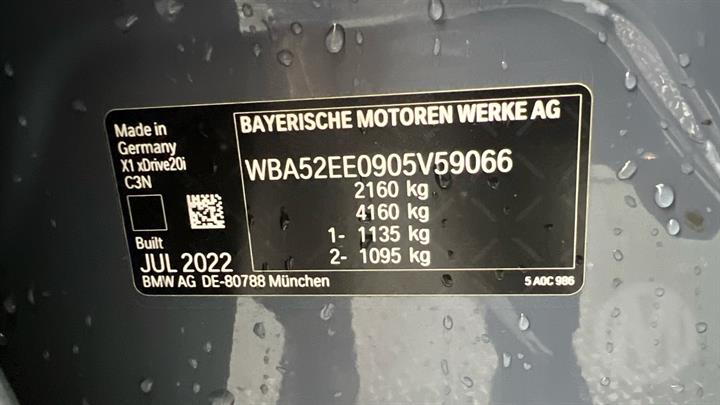 Made in
Germany
X1 xDrive20i
C3N
Built
JUL 2022
BAYERISCHE MOTOREN WERKE AG
WBA52EE0905V59066
2160 kg
4160 kg
1- 1135 kg
2- 1095 kg
BMW AG DE-80788 München
5 A0C 986